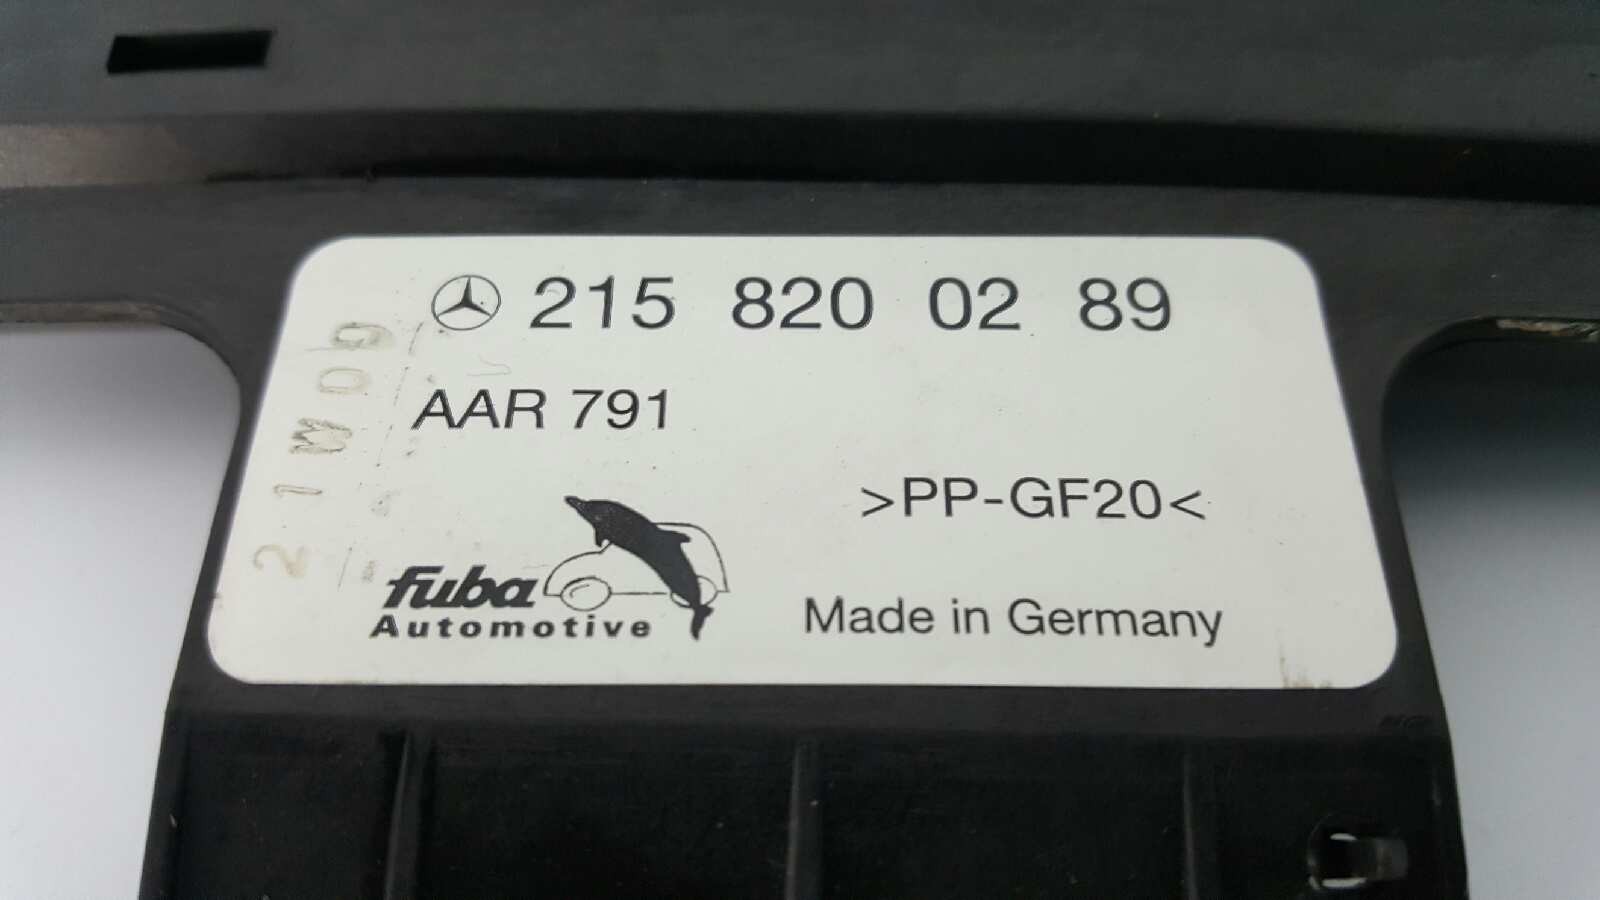 215 820 02 89
AAR 791
>PP-GF20<
fuba
Automotive
Made in Germany